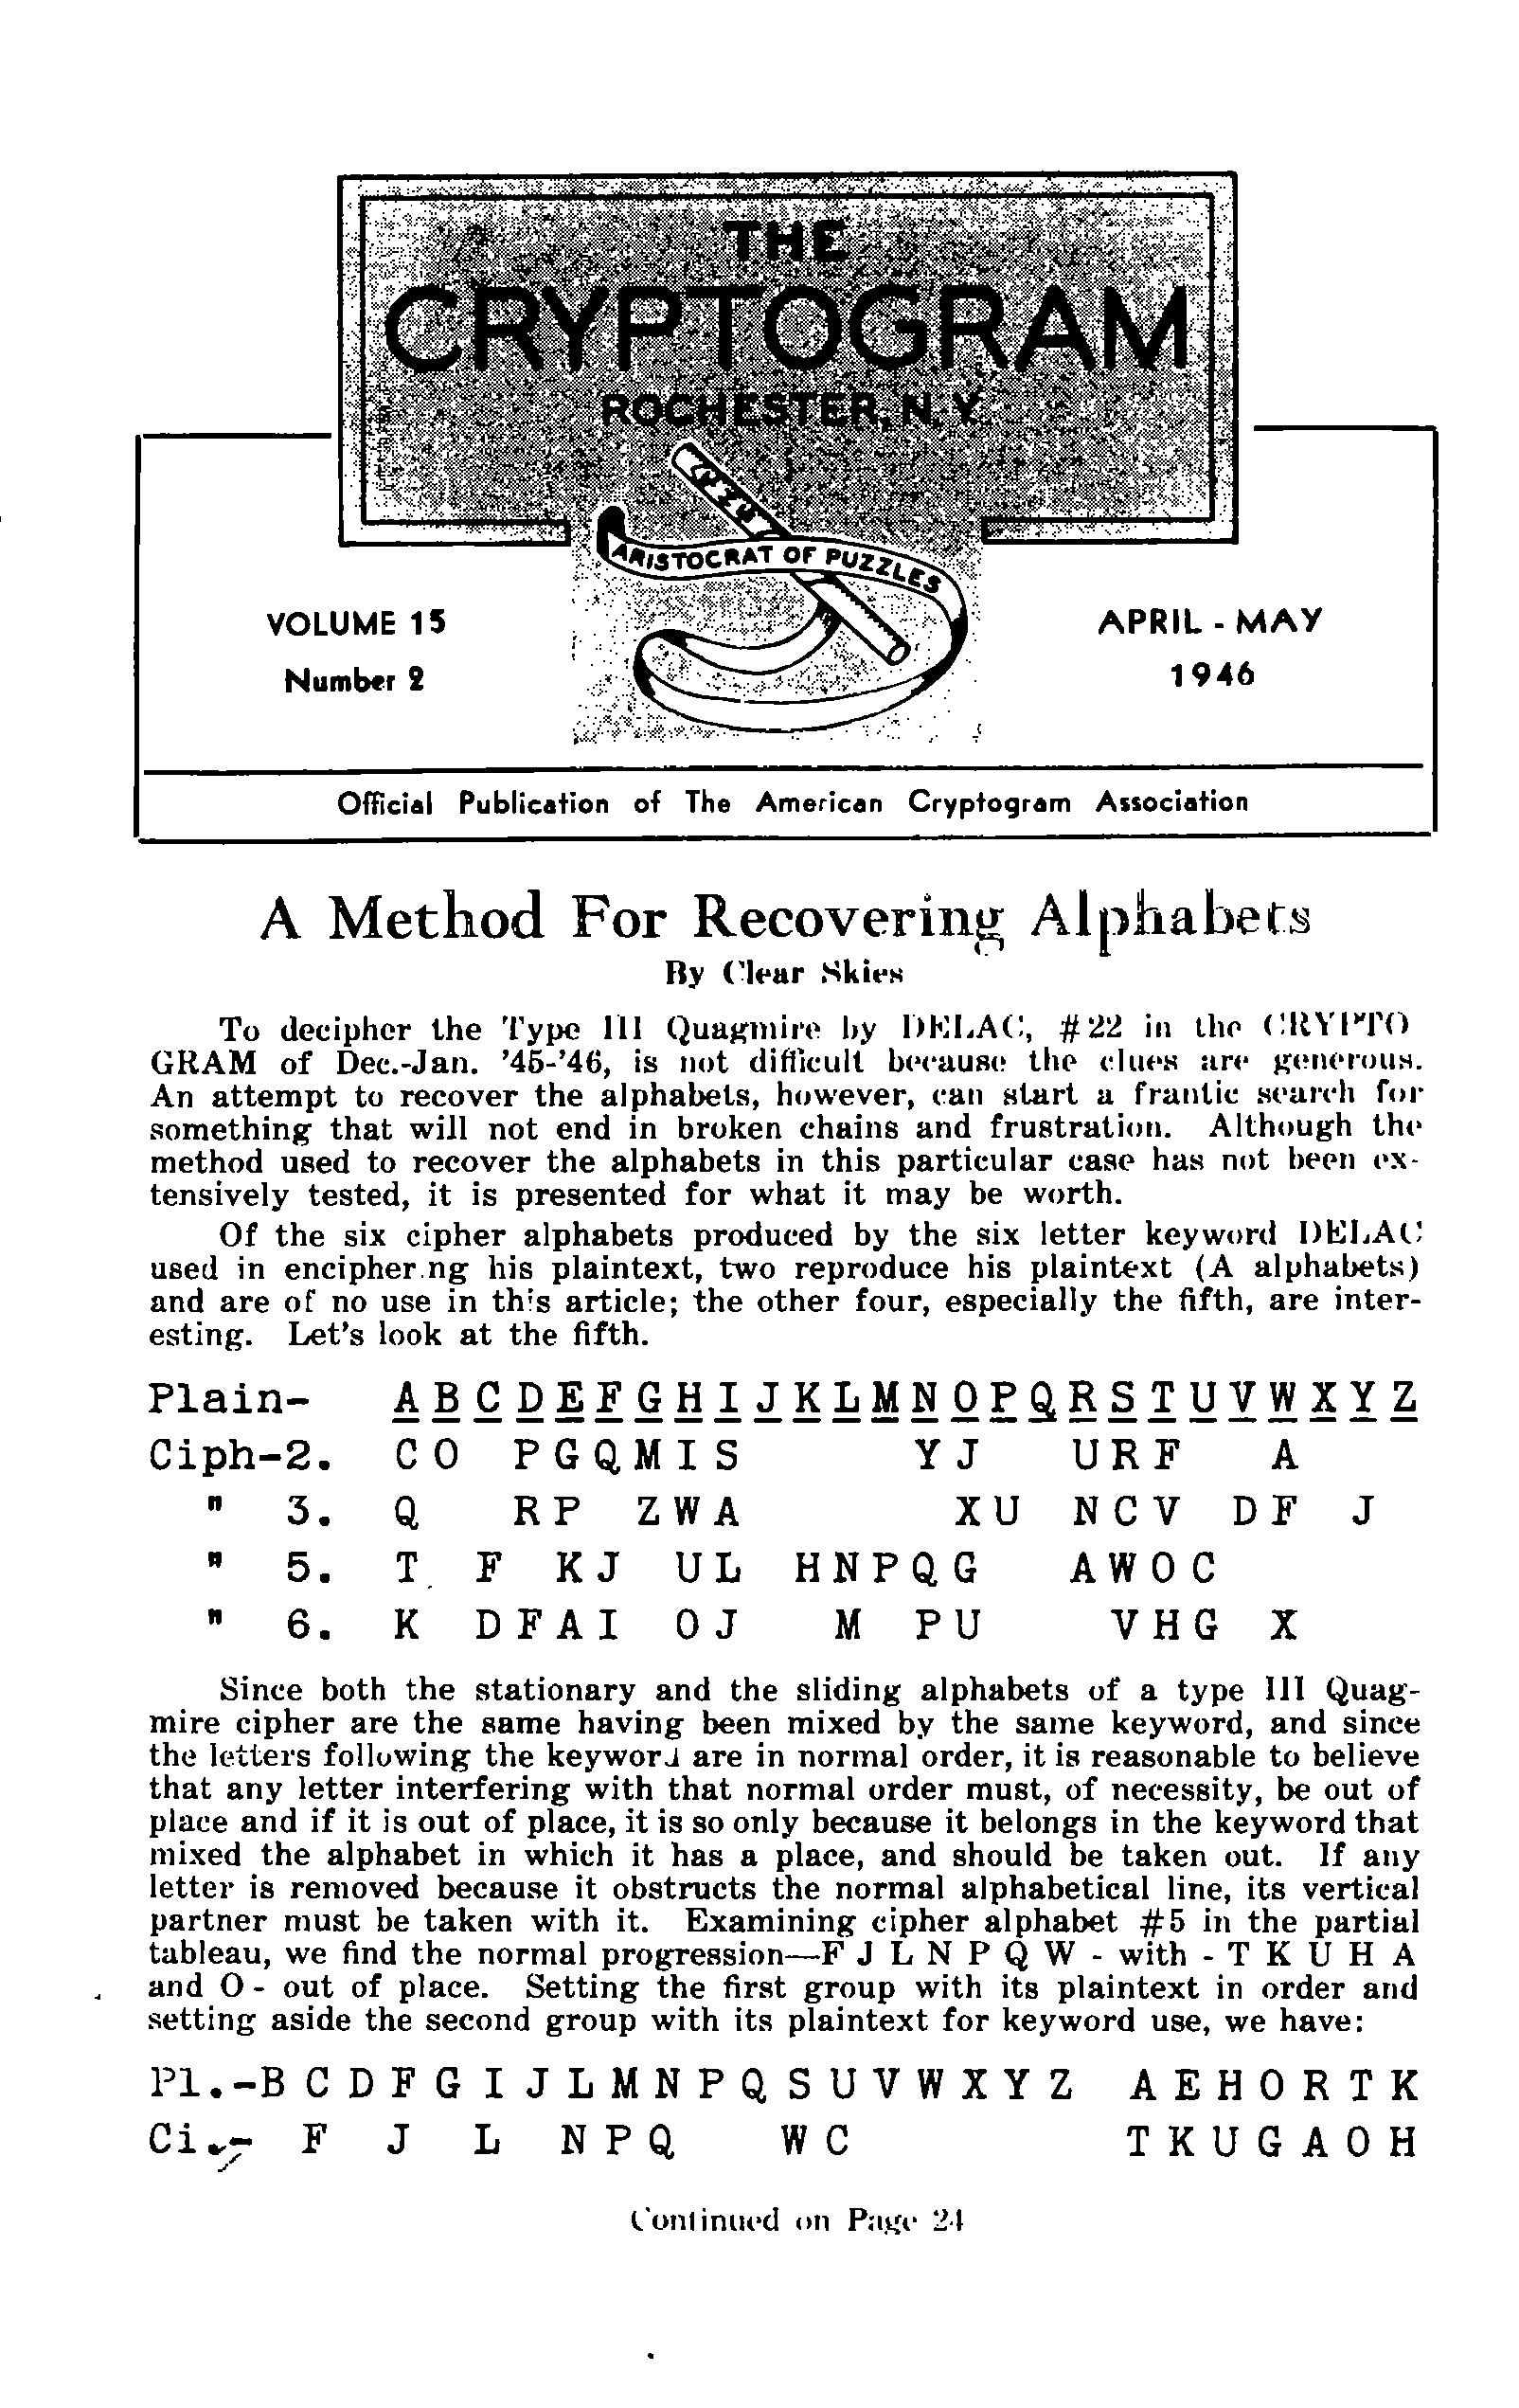 THE
CRYPTOGRAM
ROCHESTER, N.Y.
ARISTOCRAT OF PUZZLES
VOLUME 15
Number 2
APRIL - MAY
1946
Official Publication of The American Cryptogram Association
A Method For Recovering Alphabets
By Clear Skies
To decipher the Type III Quagmire by DELAC, #22 in the CRYPTO
GRAM of Dec.-Jan. '45-'46, is not difficult because the clues are generous.
An attempt to recover the alphabets, however, can start a frantic search for
something that will not end in broken chains and frustration. Although the
method used to recover the alphabets in this particular case has not been ex-
tensively tested, it is presented for what it may be worth.
Of the six cipher alphabets produced by the six letter keyword DELAC
used in encipher.ng his plaintext, two reproduce his plaintext (A alphabets)
and are of no use in this article; the other four, especially the fifth, are inter-
esting. Let's look at the fifth.
Plain- A B C D E F G H I J K L M N O P Q R S T U V W X Y Z
Ciph-2. C O P G Q M I S Y J U R F A
" 3. Q R P Z W A X U N C V D F J
" 5. T F K J U L H N P Q G A W O C
" 6. K D F A I O J M P U V H G X
Since both the stationary and the sliding alphabets of a type III Quag-
mire cipher are the same having been mixed by the same keyword, and since
the letters following the keyword are in normal order, it is reasonable to believe
that any letter interfering with that normal order must, of necessity, be out of
place and if it is out of place, it is so only because it belongs in the keyword that
mixed the alphabet in which it has a place, and should be taken out. If any
letter is removed because it obstructs the normal alphabetical line, its vertical
partner must be taken with it. Examining cipher alphabet #5 in the partial
tableau, we find the normal progression—F J L N P Q W - with - T K U H A
and O - out of place. Setting the first group with its plaintext in order and
setting aside the second group with its plaintext for keyword use, we have:
Pl.-B C D F G I J L M N P Q S U V W X Y Z A E H O R T K
Ci.- F J L N P Q W C T K U G A O H
Continued on Page 24